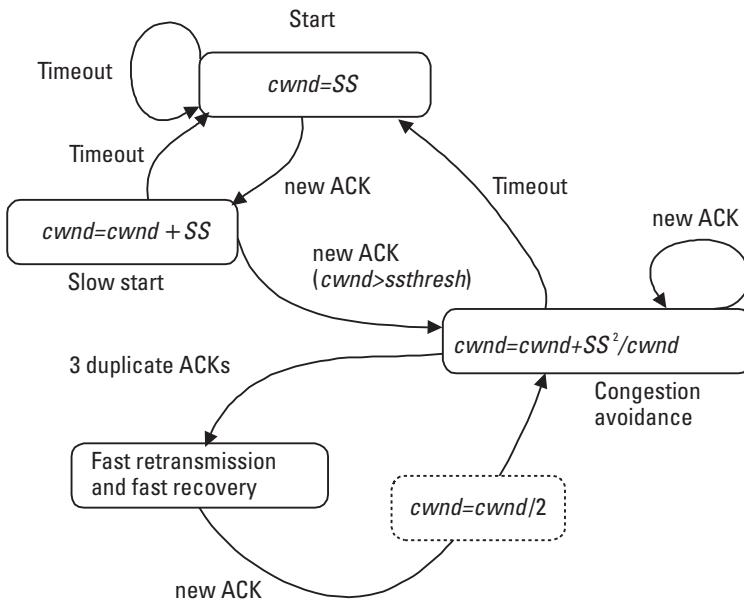 Start
Timeout
cwnd=SS
Timeout
new ACK
Timeout
new ACK
cwnd=cwnd + SS
new ACK
(cwnd>ssthresh)
Slow start
cwnd=cwnd+SS²/cwnd
3 duplicate ACKs
Congestion
avoidance
Fast retransmission
and fast recovery
cwnd=cwnd/2
new ACK